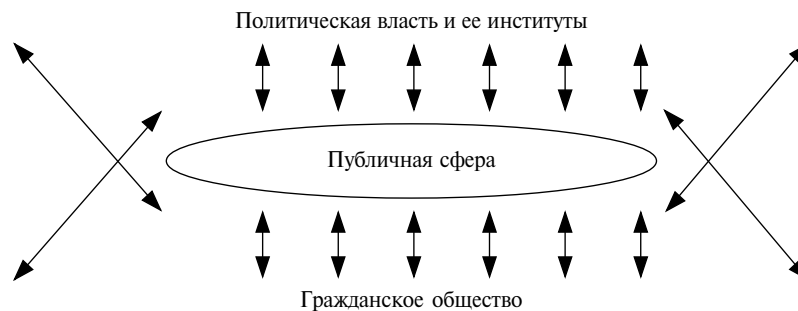 Политическая власть и ее институты
Публичная сфера
Гражданское общество